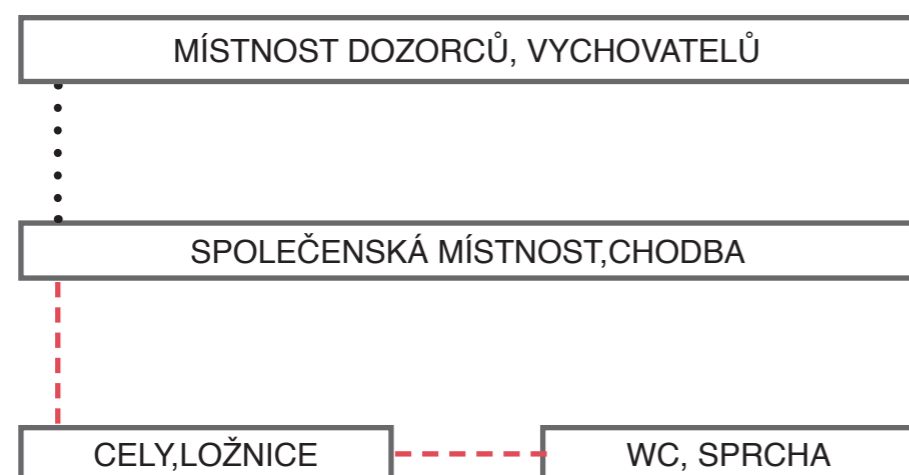 MÍSTNOST DOZORCŮ, VYCHOVATELŮ
SPOLEČENSKÁ MÍSTNOST,CHODBA
CELY,LOŽNICE
WC, SPRCHA